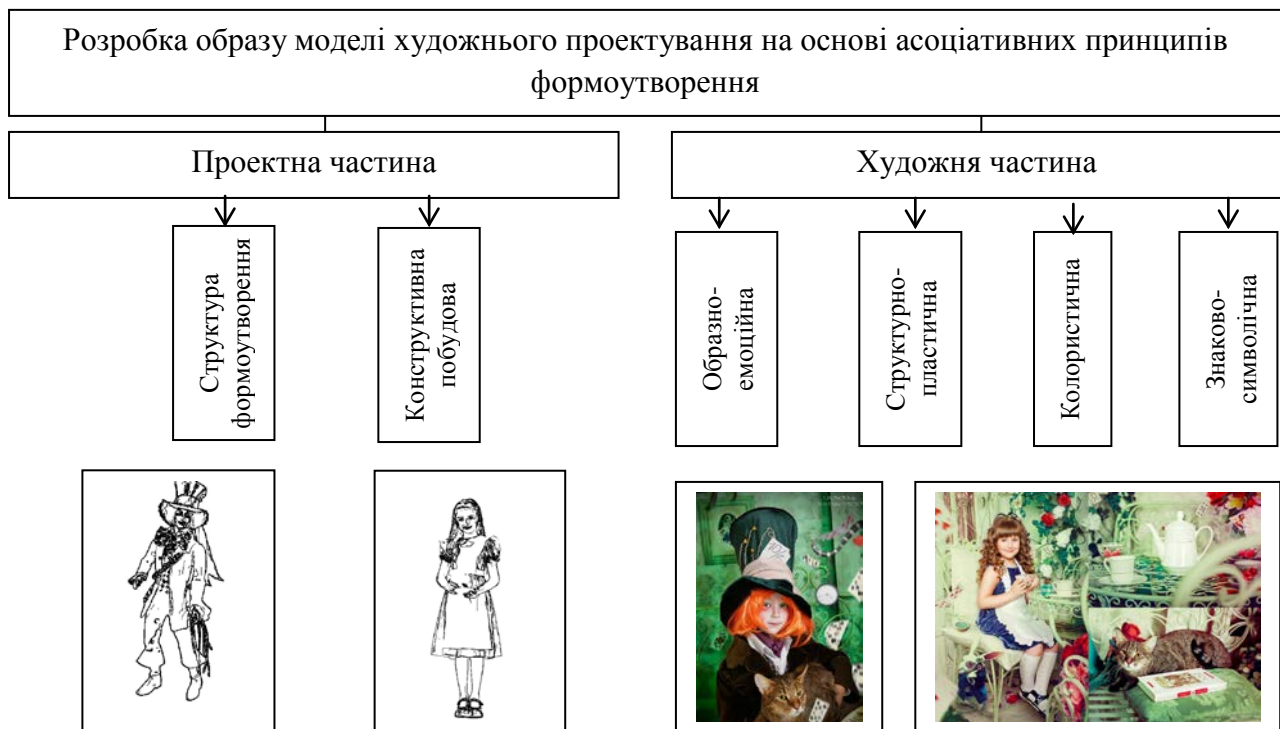 Розробка образу моделі художнього проектування на основі асоціативних принципів
формоутворення
Проектна частина
Художня частина
Структура
формоутворення
Конструктивна
побудова
Образно-
емоційна
Структурно-
пластична
Колористична
Знаково-
символічна